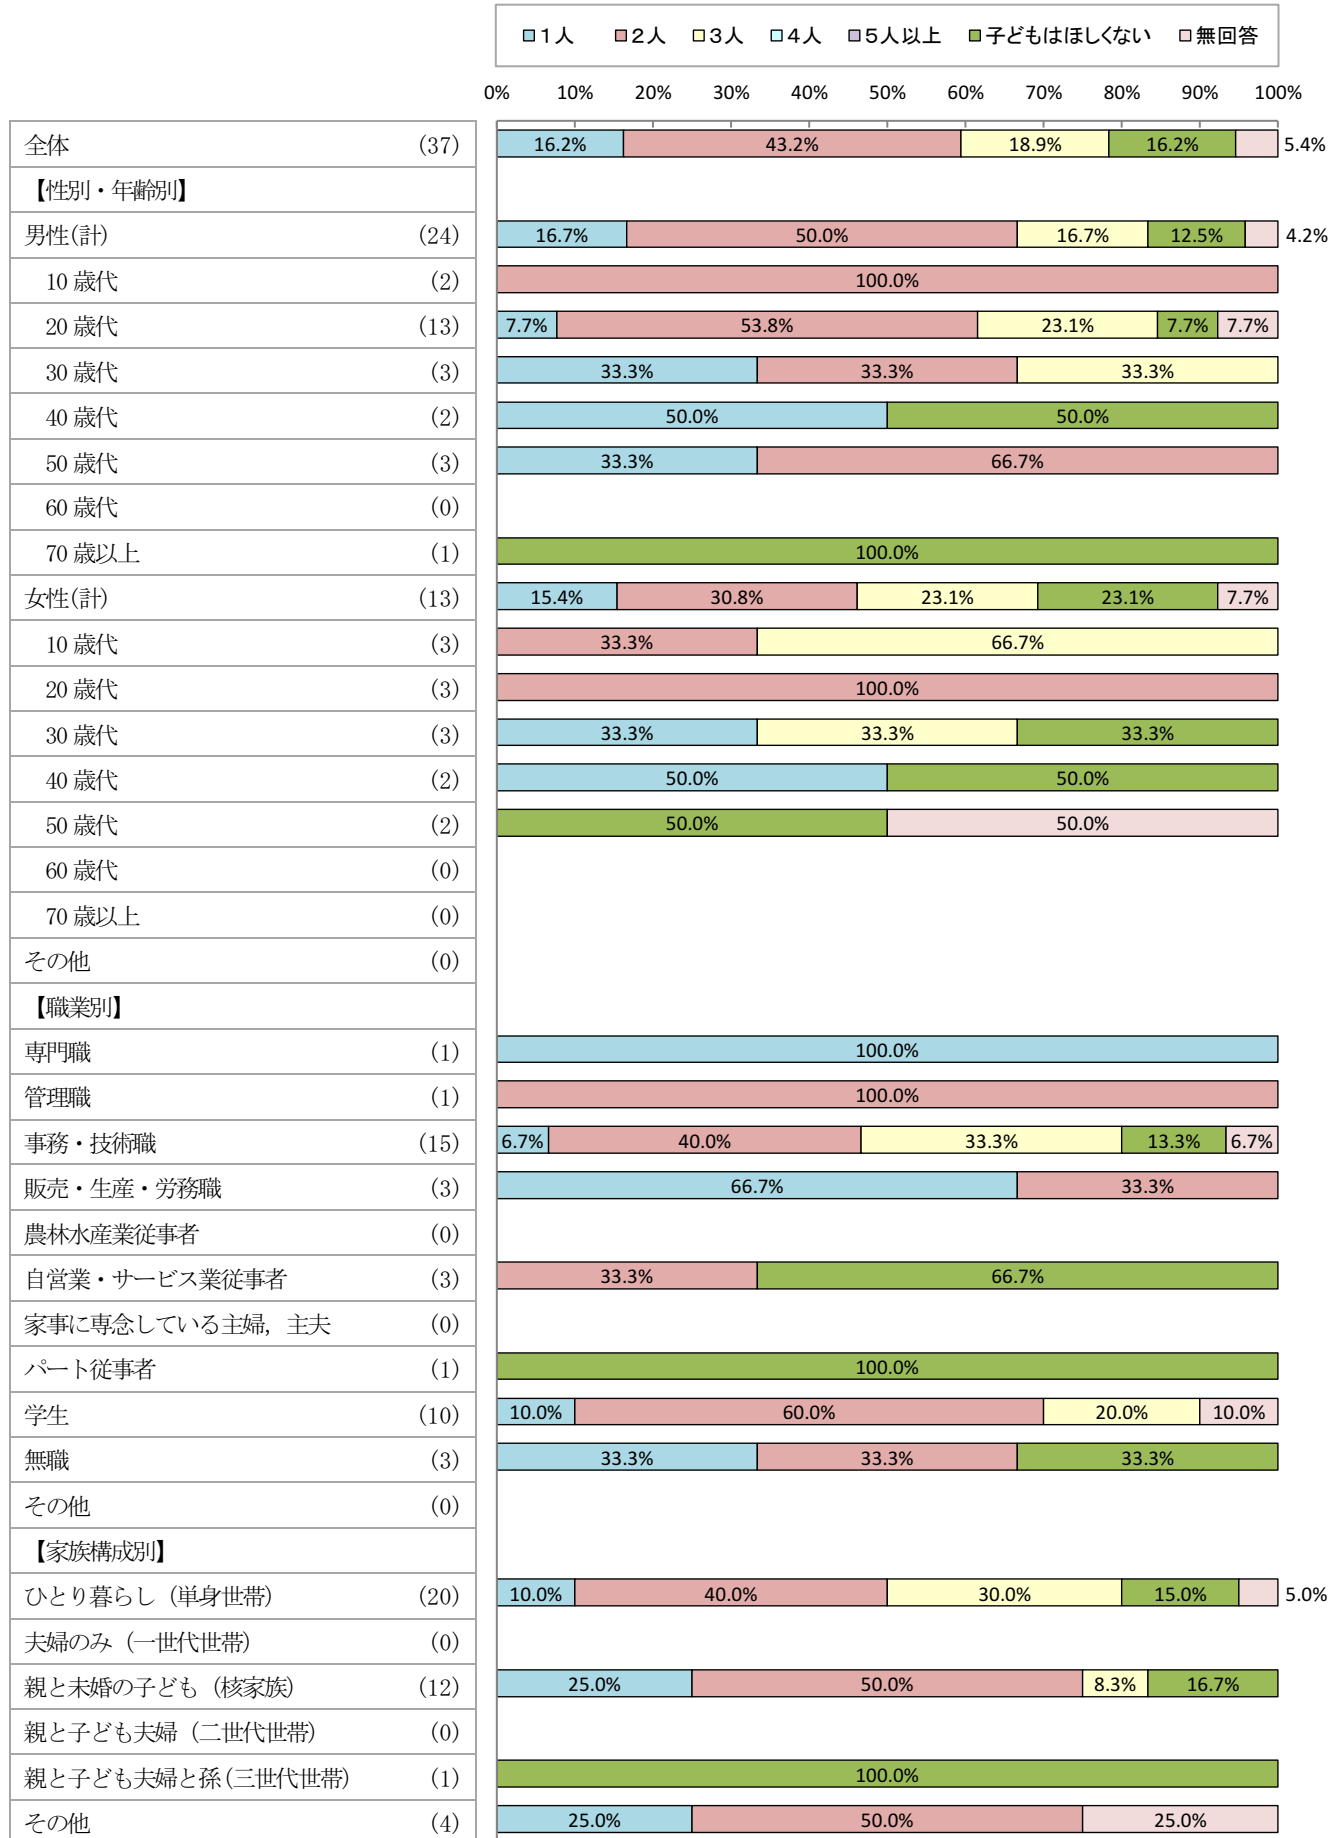 1人 2人 3人 4人 5人以上 子どもはほしくない 無回答
0% 10% 20% 30% 40% 50% 60% 70% 80% 90% 100%
全体 (37) 16.2% 43.2% 18.9% 16.2% 5.4%
【性別・年齢別】
男性(計) (24) 16.7% 50.0% 16.7% 12.5% 4.2%
10 歳代 (2) 100.0%
20 歳代 (13) 7.7% 53.8% 23.1% 7.7% 7.7%
30 歳代 (3) 33.3% 33.3% 33.3%
40 歳代 (2) 50.0% 50.0%
50 歳代 (3) 33.3% 66.7%
60 歳代 (0)
70 歳以上 (1) 100.0%
女性(計) (13) 15.4% 30.8% 23.1% 23.1% 7.7%
10 歳代 (3) 33.3% 66.7%
20 歳代 (3) 100.0%
30 歳代 (3) 33.3% 33.3% 33.3%
40 歳代 (2) 50.0% 50.0%
50 歳代 (2) 50.0% 50.0%
60 歳代 (0)
70 歳以上 (0)
その他 (0)
【職業別】
専門職 (1) 100.0%
管理職 (1) 100.0%
事務・技術職 (15) 6.7% 40.0% 33.3% 13.3% 6.7%
販売・生産・労務職 (3) 66.7% 33.3%
農林水産業従事者 (0)
自営業・サービス業従事者 (3) 33.3% 66.7%
家事に専念している主婦，主夫 (0)
パート従事者 (1) 100.0%
学生 (10) 10.0% 60.0% 20.0% 10.0%
無職 (3) 33.3% 33.3% 33.3%
その他 (0)
【家族構成別】
ひとり暮らし（単身世帯） (20) 10.0% 40.0% 30.0% 15.0% 5.0%
夫婦のみ（一世代世帯） (0)
親と未婚の子ども（核家族） (12) 25.0% 50.0% 8.3% 16.7%
親と子ども夫婦（二世代世帯） (0)
親と子ども夫婦と孫(三世代世帯) (1) 100.0%
その他 (4) 25.0% 50.0% 25.0%